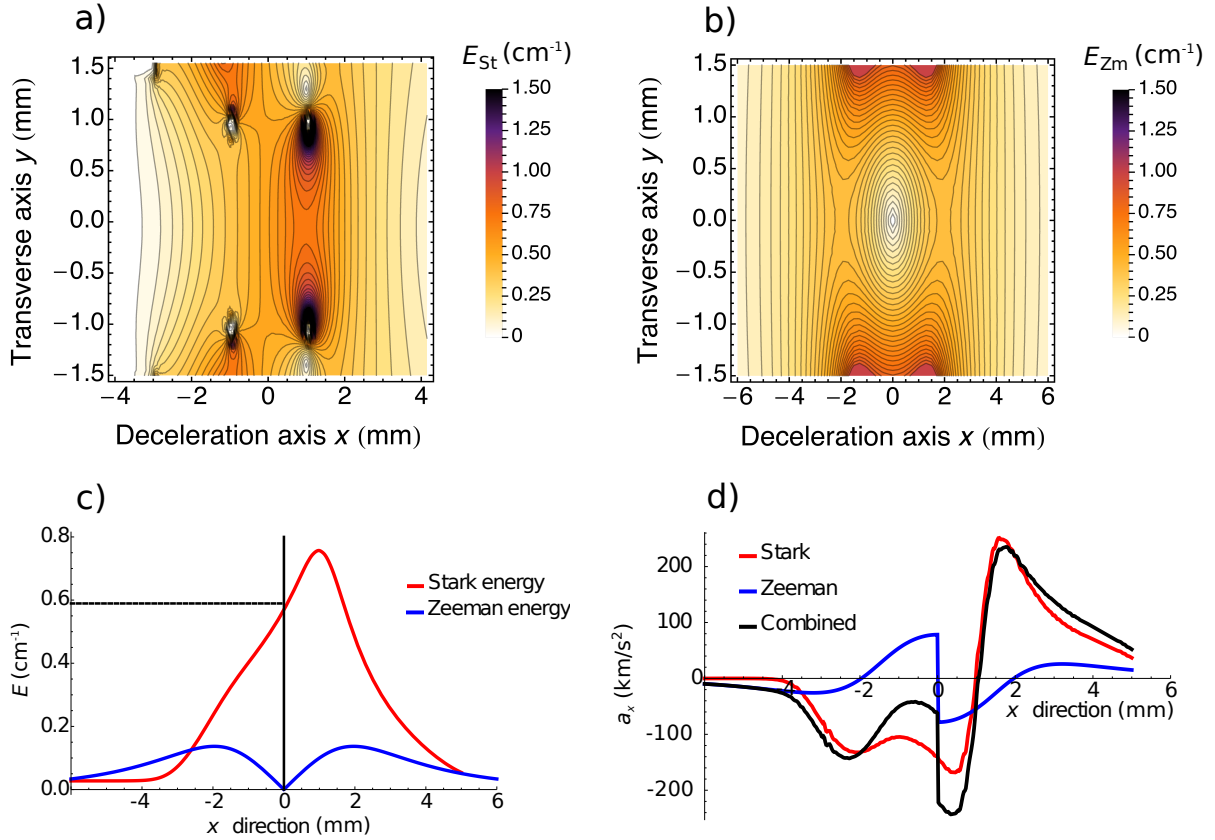 a)
E_St (cm⁻¹)
1.5
1.0
0.5
0.0
−0.5
−1.0
−1.5
Transverse axis y (mm)
−4 −2 0 2 4
Deceleration axis x (mm)
1.50
1.25
1.00
0.75
0.50
0.25
0
b)
E_Zm (cm⁻¹)
1.5
1.0
0.5
0.0
−0.5
−1.0
−1.5
Transverse axis y (mm)
−6 −4 −2 0 2 4 6
Deceleration axis x (mm)
1.50
1.25
1.00
0.75
0.50
0.25
0
c)
0.8
0.6
0.4
0.2
0.0
E (cm⁻¹)
Stark energy
Zeeman energy
-4 -2 0 2 4 6
x direction (mm)
d)
200
100
0
-100
-200
a_x (km/s²)
Stark
Zeeman
Combined
-4 -2 0 2 4
x direction (mm)